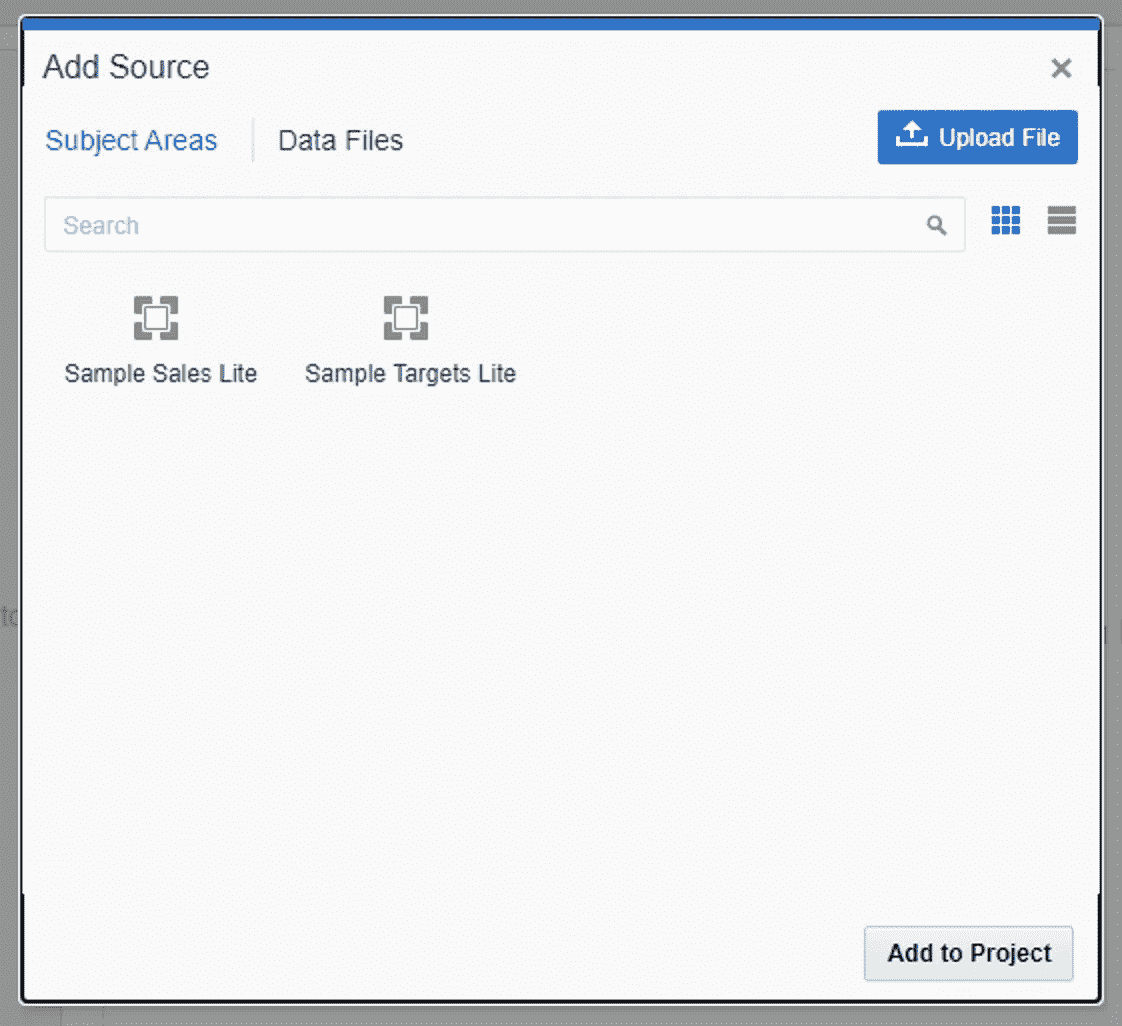 Add Source
Subject Areas
Data Files
Upload File
Search
Sample Sales Lite
Sample Targets Lite
Add to Project